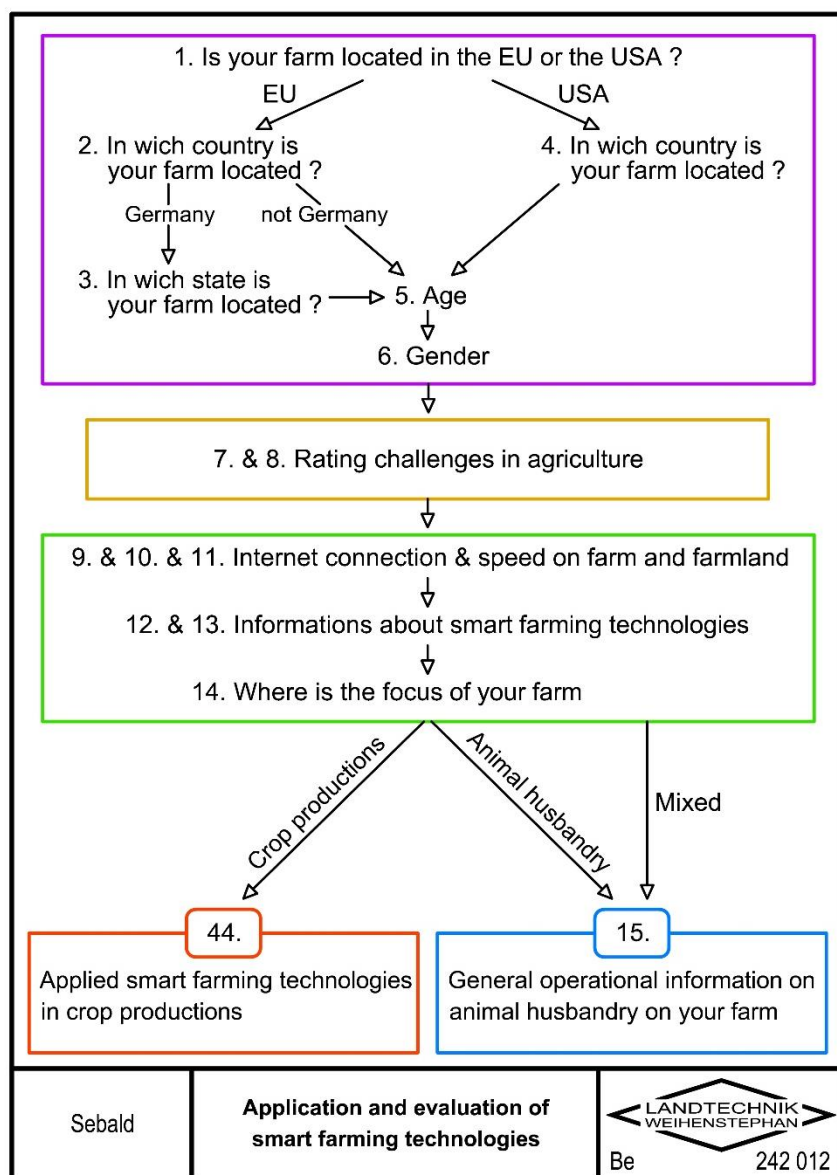 1. Is your farm located in the EU or the USA ?
EU
USA
2. In wich country is
your farm located ?
4. In wich country is
your farm located ?
Germany
not Germany
3. In wich state is
your farm located ?
5. Age
6. Gender
7. & 8. Rating challenges in agriculture
9. & 10. & 11. Internet connection & speed on farm and farmland
12. & 13. Informations about smart farming technologies
14. Where is the focus of your farm
Crop productions
Animal husbandry
Mixed
44.
Applied smart farming technologies
in crop productions
15.
General operational information on
animal husbandry on your farm
Sebald
Application and evaluation of
smart farming technologies
LANDTECHNIK
WEIHENSTEPHAN
Be 242 012